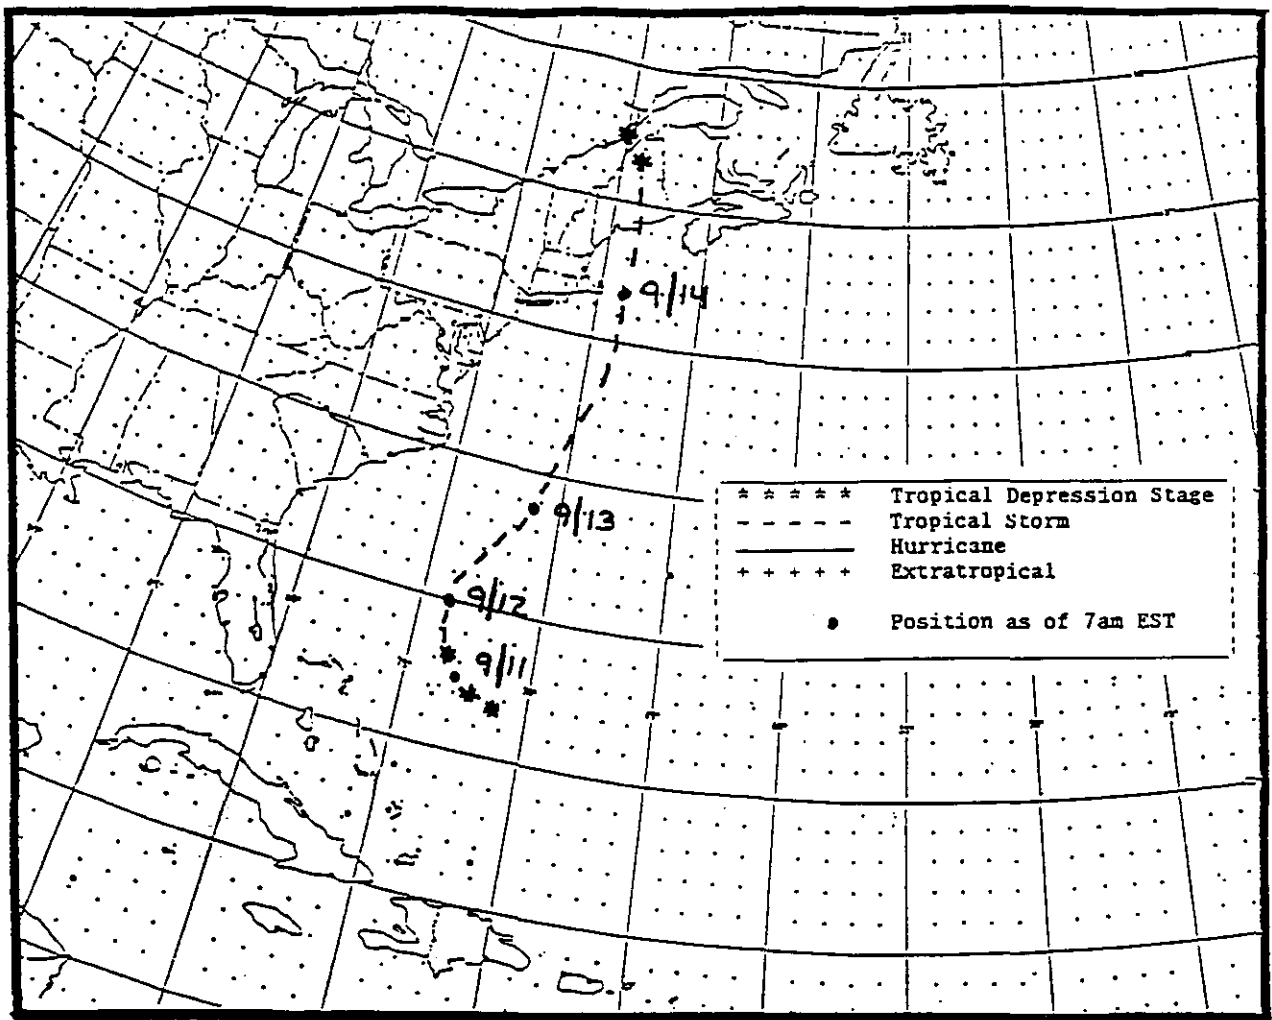 9/14
* * * * * Tropical Depression Stage
- - - - - Tropical Storm
Hurricane
+ + + + + Extratropical
● Position as of 7am EST
9/13
9/12
9/11